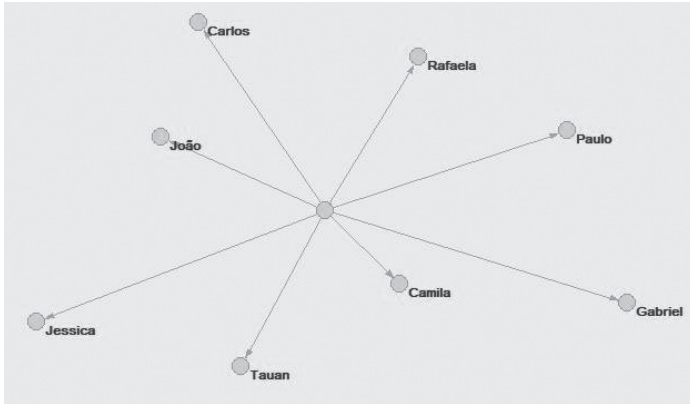 Carlos
Rafaela
Paulo
João
Camila
Gabriel
Jessica
Tauan